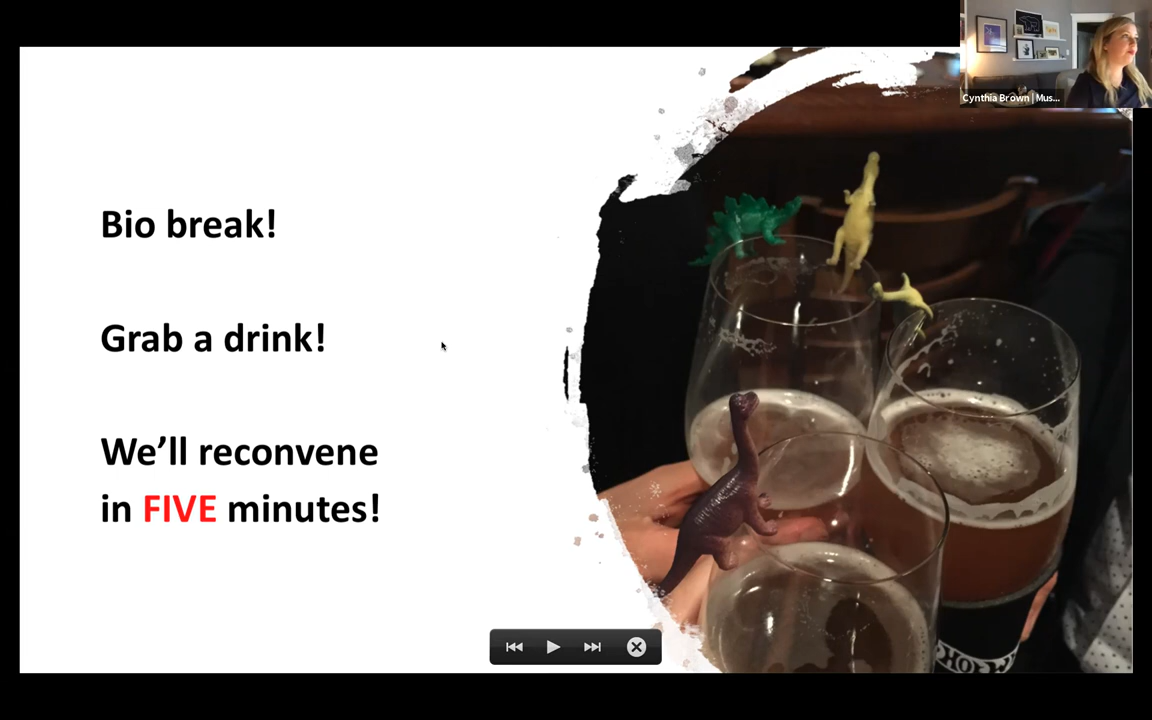 Cynthia Brown | Mus...
Bio break!
Grab a drink!
We’ll reconvene
in FIVE minutes!